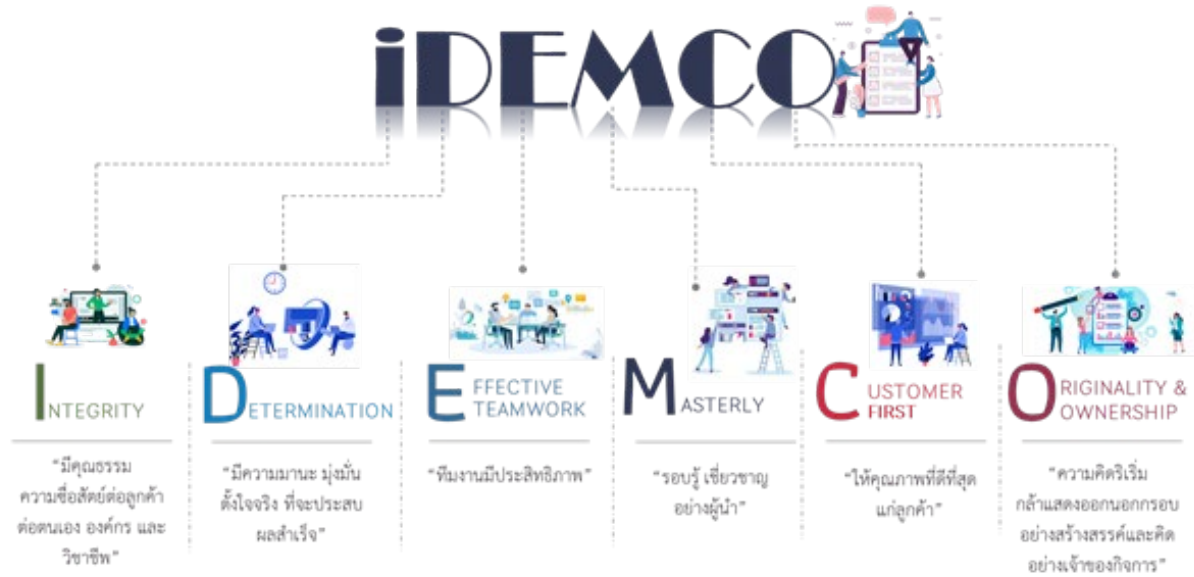 iDEMCO
INTEGRITY
"มีคุณธรรม
ความซื่อสัตย์ต่อลูกค้า
ต่อตนเอง องค์กร และ
วิชาชีพ"
DETERMINATION
"มีความมานะ มุ่งมั่น
ตั้งใจจริง ที่จะประสบ
ผลสำเร็จ"
EFFECTIVE
TEAMWORK
"ทีมงานมีประสิทธิภาพ"
MASTERLY
"รอบรู้ เชี่ยวชาญ
อย่างผู้นำ"
CUSTOMER
FIRST
"ให้คุณภาพที่ดีที่สุด
แก่ลูกค้า"
ORIGINALITY &
OWNERSHIP
"ความคิดริเริ่ม
กล้าแสดงออกนอกกรอบ
อย่างสร้างสรรค์และคิด
อย่างเจ้าของกิจการ"